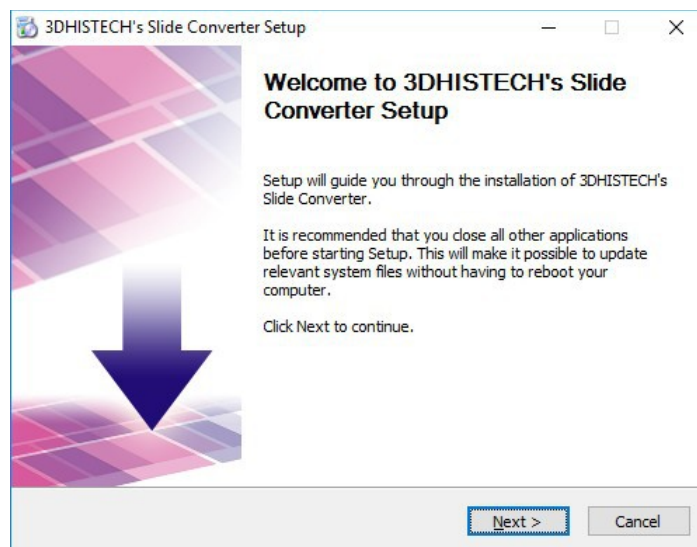 3DHISTECH's Slide Converter Setup
Welcome to 3DHISTECH's Slide
Converter Setup
Setup will guide you through the installation of 3DHISTECH's
Slide Converter.
It is recommended that you close all other applications
before starting Setup. This will make it possible to update
relevant system files without having to reboot your
computer.
Click Next to continue.
Next >
Cancel